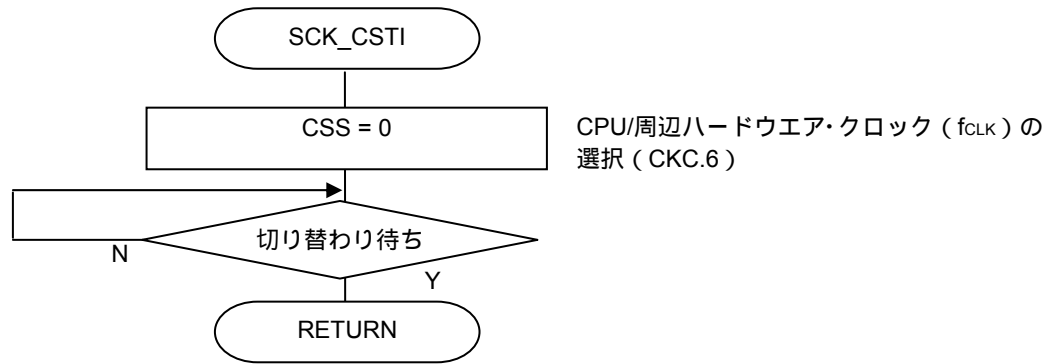 SCK_CSTI
CSS = 0
CPU/周辺ハードウエア・クロック（fCLK）の
選択（CKC.6）
切り替わり待ち
N
Y
RETURN